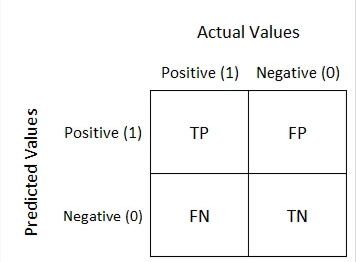 Actual Values
Positive (1) Negative (0)
Predicted Values
Positive (1) TP FP
Negative (0) FN TN